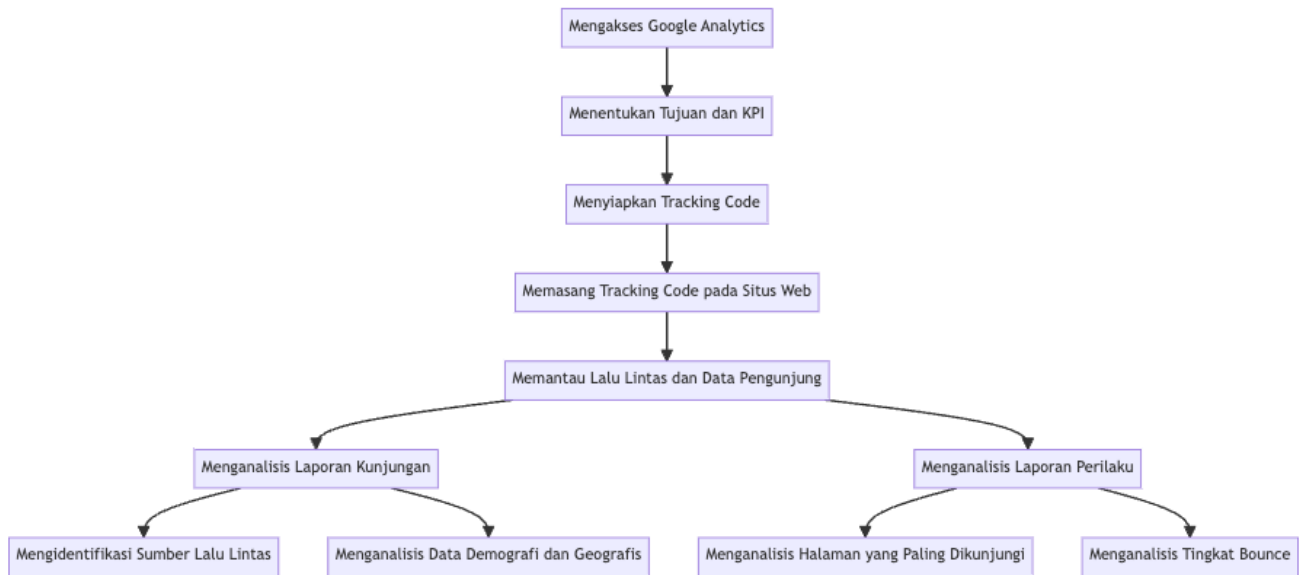 Mengakses Google Analytics
Menentukan Tujuan dan KPI
Menyiapkan Tracking Code
Memasang Tracking Code pada Situs Web
Memantau Lalu Lintas dan Data Pengunjung
Menganalisis Laporan Kunjungan
Menganalisis Laporan Perilaku
Mengidentifikasi Sumber Lalu Lintas
Menganalisis Data Demografi dan Geografis
Menganalisis Halaman yang Paling Dikunjungi
Menganalisis Tingkat Bounce